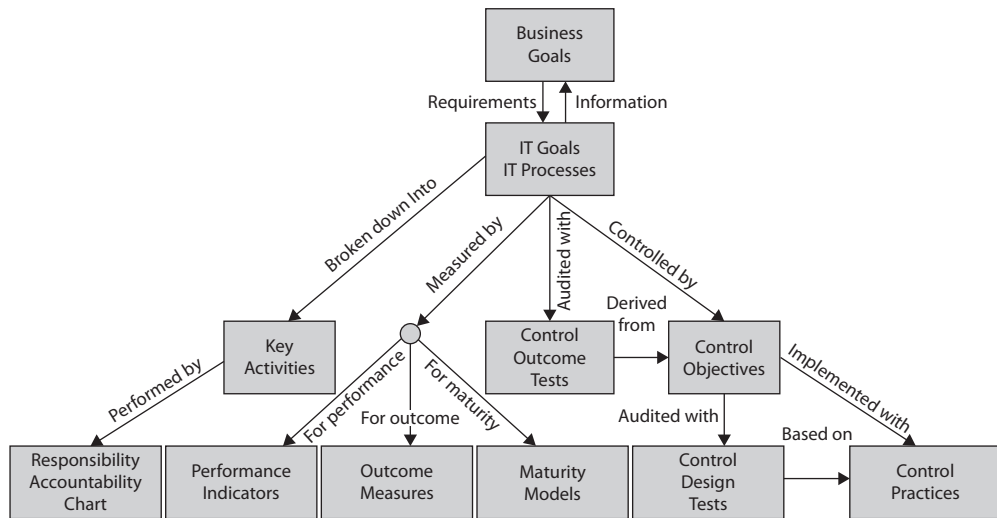 Business
Goals
Requirements
Information
IT Goals
IT Processes
Broken down Into
Measured by
Audited with
Controlled by
Key
Activities
Control
Outcome
Tests
Derived
from
Control
Objectives
Performed by
For performance
For outcome
For maturity
Audited with
Implemented with
Based on
Responsibility
Accountability
Chart
Performance
Indicators
Outcome
Measures
Maturity
Models
Control
Design
Tests
Control
Practices